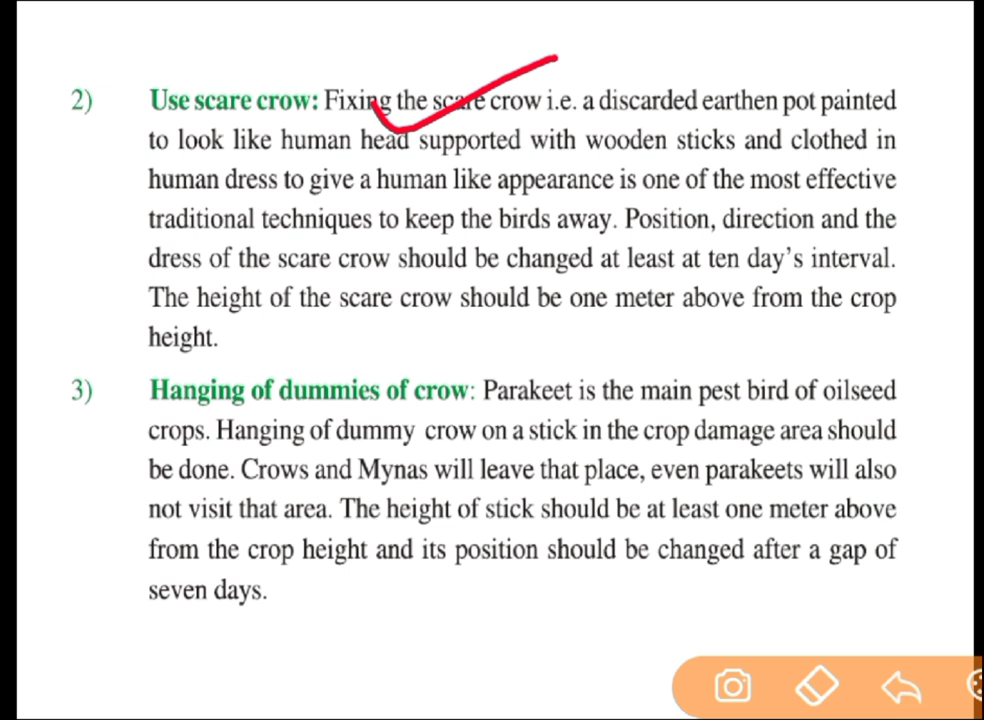 2) Use scare crow: Fixing the scare crow i.e. a discarded earthen pot painted
to look like human head supported with wooden sticks and clothed in
human dress to give a human like appearance is one of the most effective
traditional techniques to keep the birds away. Position, direction and the
dress of the scare crow should be changed at least at ten day’s interval.
The height of the scare crow should be one meter above from the crop
height.
3) Hanging of dummies of crow: Parakeet is the main pest bird of oilseed
crops. Hanging of dummy crow on a stick in the crop damage area should
be done. Crows and Mynas will leave that place, even parakeets will also
not visit that area. The height of stick should be at least one meter above
from the crop height and its position should be changed after a gap of
seven days.